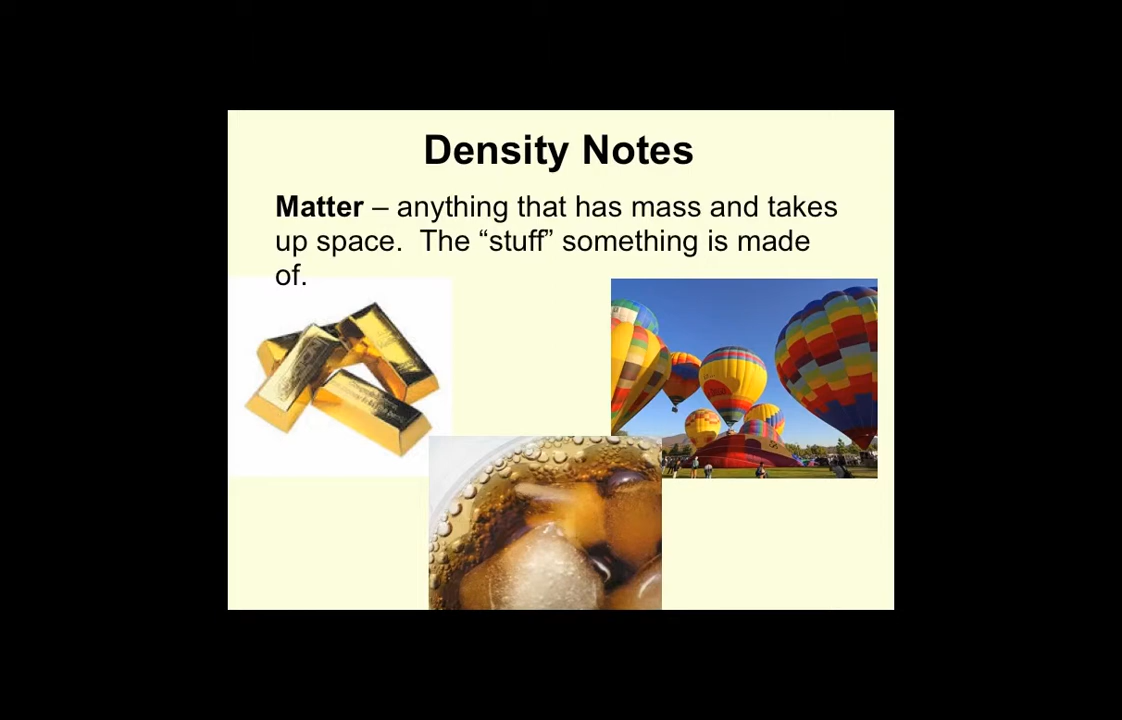 Density Notes
Matter – anything that has mass and takes
up space.  The “stuff” something is made
of.